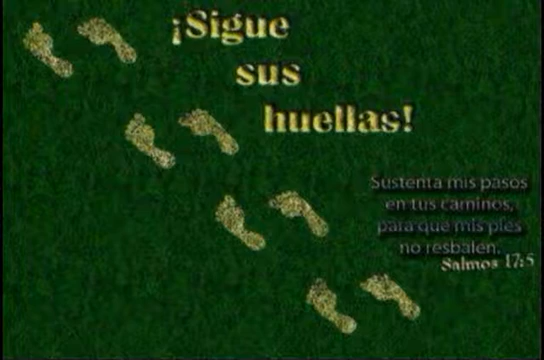 ¡Sigue
sus
huellas!
Sustenta mis pasos
en tus caminos,
para que mis pies
no resbalen.
Salmos 17:5